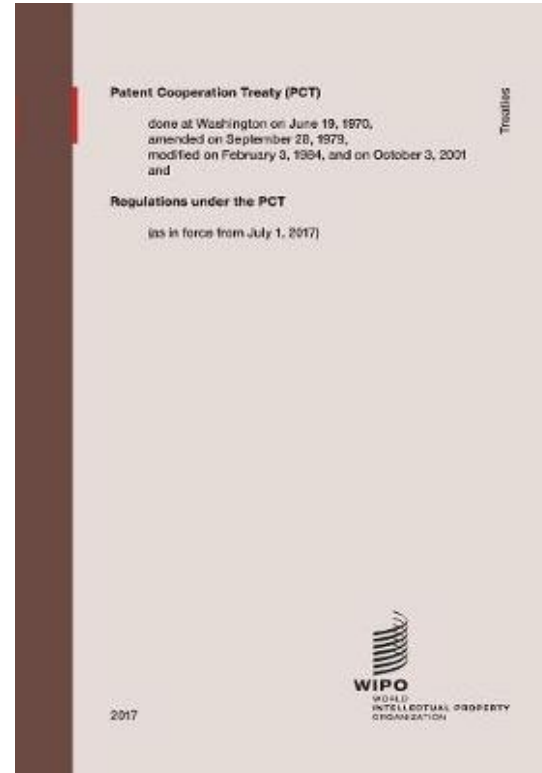 Patent Cooperation Treaty (PCT)
done at Washington on June 19, 1970,
amended on September 28, 1979,
modified on February 3, 1984, and on October 3, 2001
and
Regulations under the PCT
(as in force from July 1, 2017)
Treaties
WIPO
WORLD
INTELLECTUAL PROPERTY
ORGANIZATION
2017